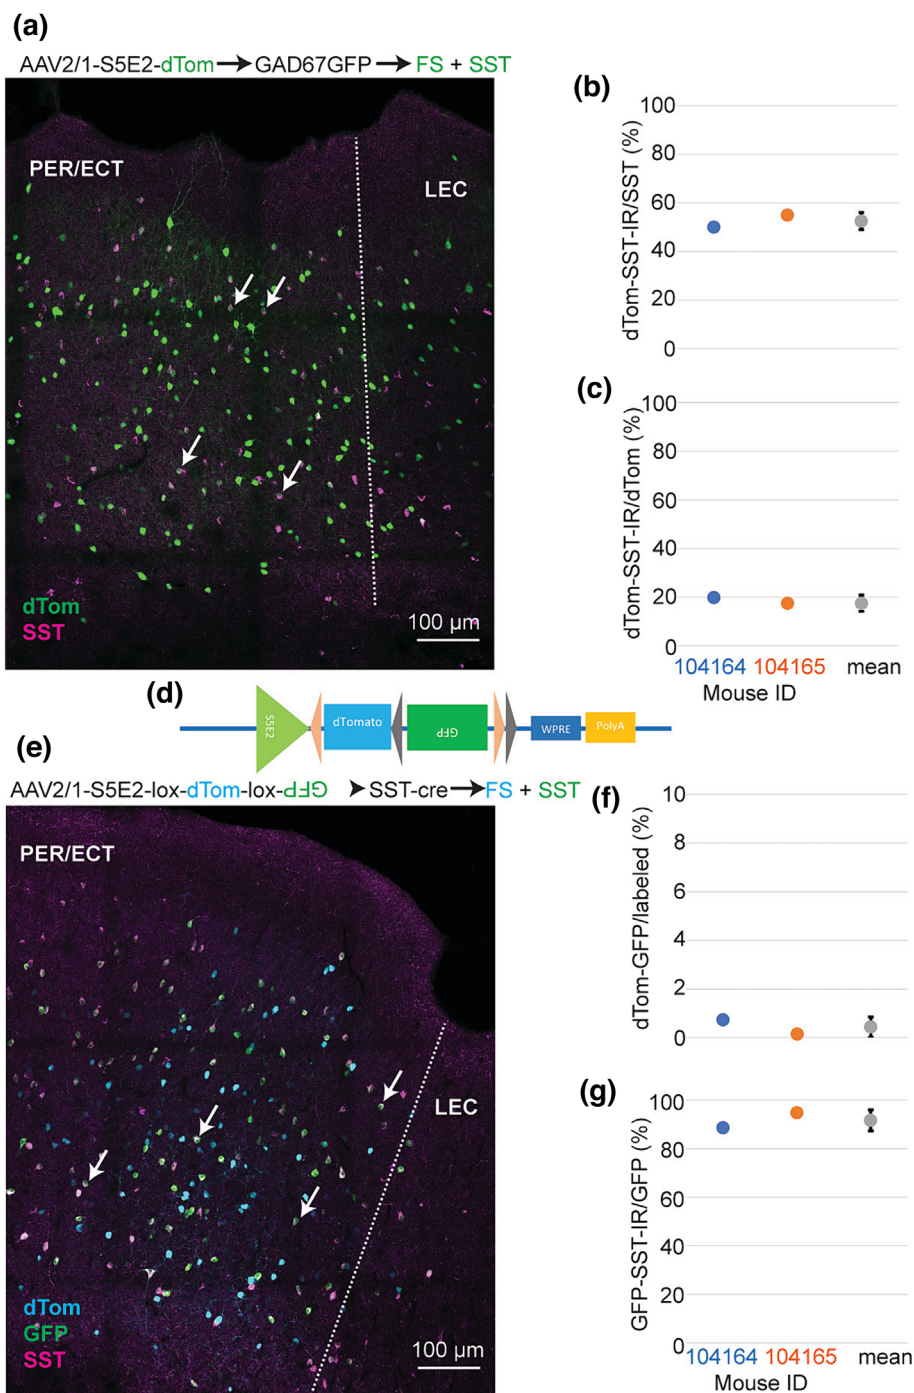 (a)
AAV2/1-S5E2-dTom GAD67GFP FS + SST
PER/ECT
LEC
dTom
SST
100 µm
(b)
dTom-SST-IR/SST (%)
100
80
60
40
20
0
(c)
dTom-SST-IR/dTom (%)
100
80
60
40
20
0
104164 104165 mean
Mouse ID
(d)
S5E2
dTomato
GFP
WPRE
PolyA
(e)
AAV2/1-S5E2-lox-dTom-lox-GFP SST-cre FS + SST
PER/ECT
LEC
dTom
GFP
SST
100 µm
(f)
dTom-GFP/labeled (%)
10
8
6
4
2
0
(g)
GFP-SST-IR/GFP (%)
100
80
60
40
20
0
104164 104165 mean
Mouse ID